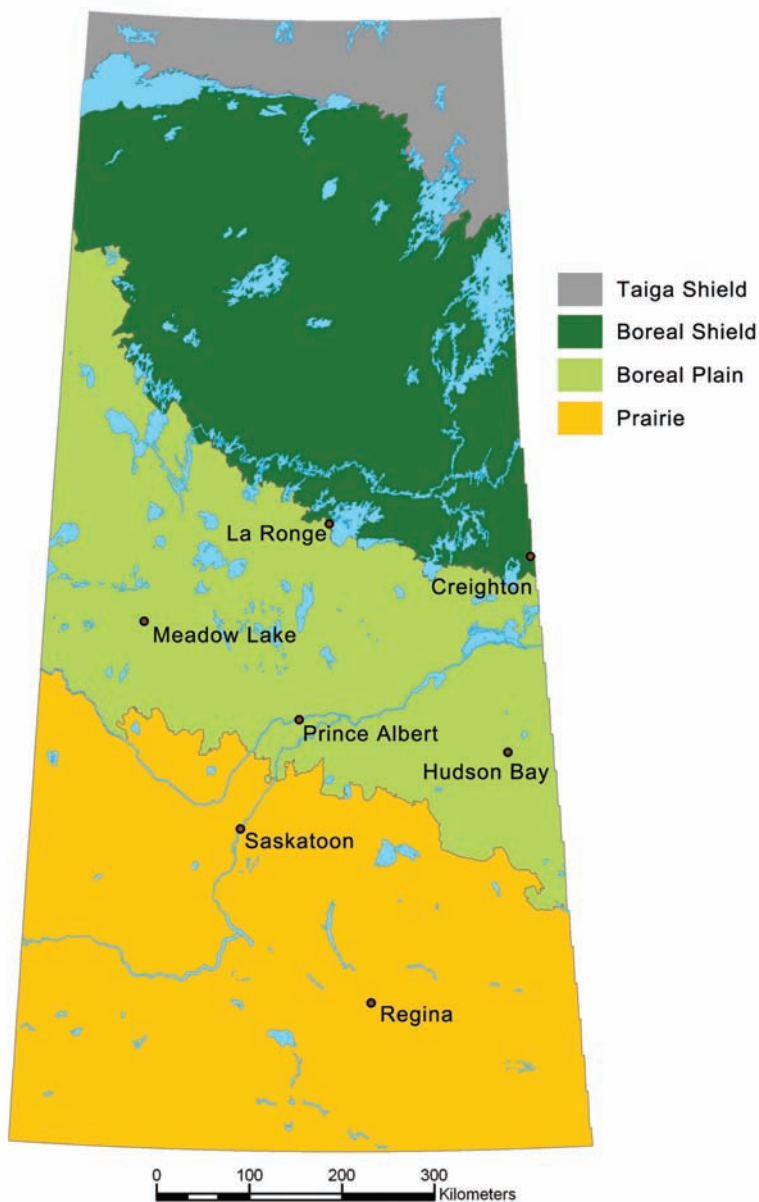 Taiga Shield
Boreal Shield
Boreal Plain
Prairie
La Ronge
Creighton
Meadow Lake
Prince Albert
Hudson Bay
Saskatoon
Regina
0 100 200 300
Kilometers